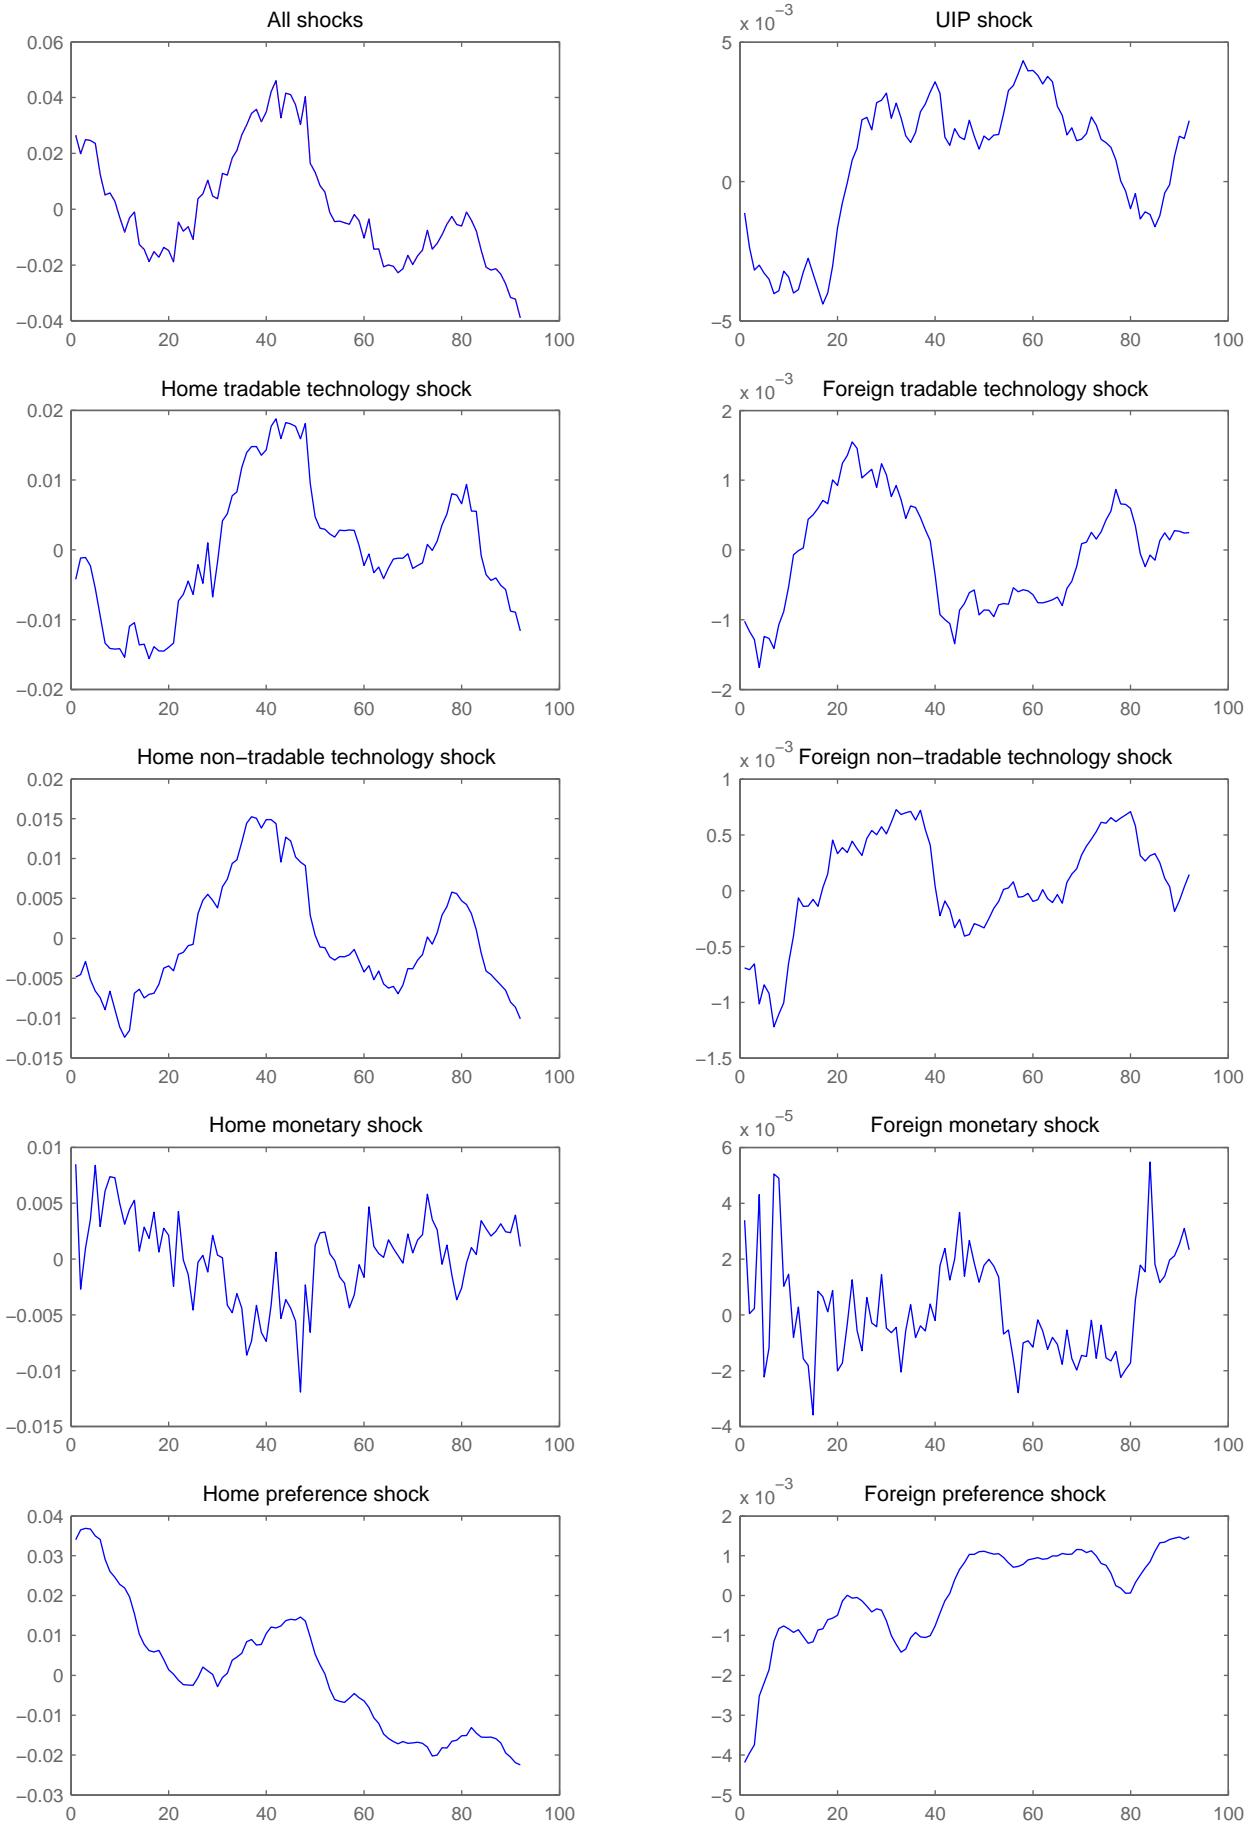 All shocks
0.06
0.04
0.02
0
−0.02
−0.04
0 20 40 60 80 100
UIP shock
x 10−3
5
0
−5
0 20 40 60 80 100
Home tradable technology shock
0.02
0.01
0
−0.01
−0.02
0 20 40 60 80 100
Foreign tradable technology shock
x 10−3
2
1
0
−1
−2
0 20 40 60 80 100
Home non−tradable technology shock
0.02
0.015
0.01
0.005
0
−0.005
−0.01
−0.015
0 20 40 60 80 100
Foreign non−tradable technology shock
x 10−3
1
0.5
0
−0.5
−1
−1.5
0 20 40 60 80 100
Home monetary shock
0.01
0.005
0
−0.005
−0.01
−0.015
0 20 40 60 80 100
Foreign monetary shock
x 10−5
6
4
2
0
−2
−4
0 20 40 60 80 100
Home preference shock
0.04
0.03
0.02
0.01
0
−0.01
−0.02
−0.03
0 20 40 60 80 100
Foreign preference shock
x 10−3
2
1
0
−1
−2
−3
−4
−5
0 20 40 60 80 100